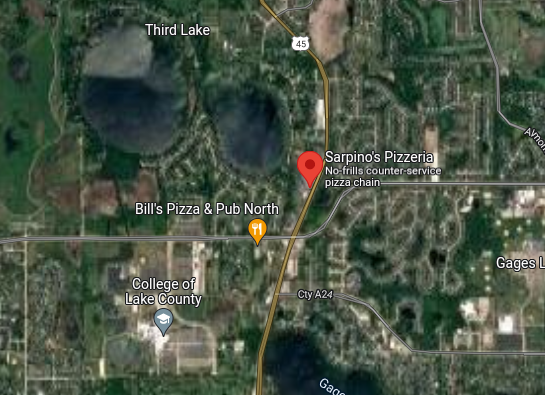 Third Lake
45
Sarpino's Pizzeria
No-frills counter-service
pizza chain
Bill's Pizza & Pub North
College of
Lake County
Cty A24
Gages L
Gage